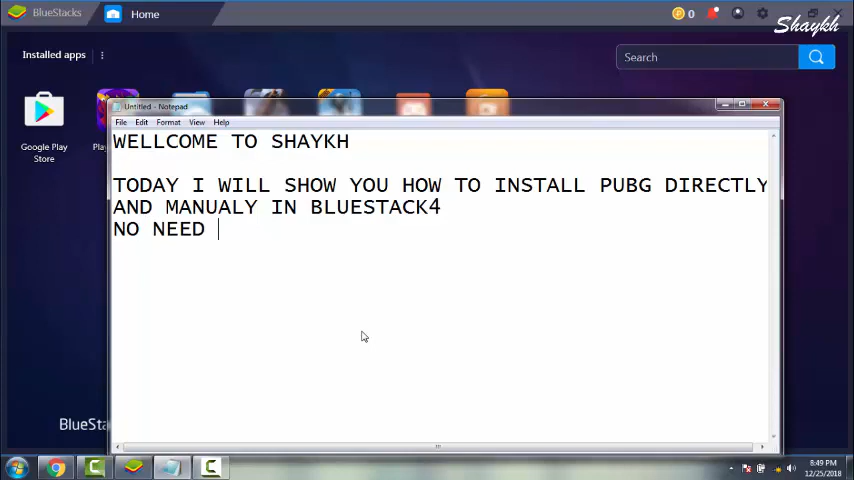 BlueStacks Home 0
Shaykh
Installed apps
Search
Google Play
Store
Untitled - Notepad
File Edit Format View Help
WELLCOME TO SHAYKH
TODAY I WILL SHOW YOU HOW TO INSTALL PUBG DIRECTLY
AND MANUALY IN BLUESTACK4
NO NEED
8:49 PM
12/25/2018